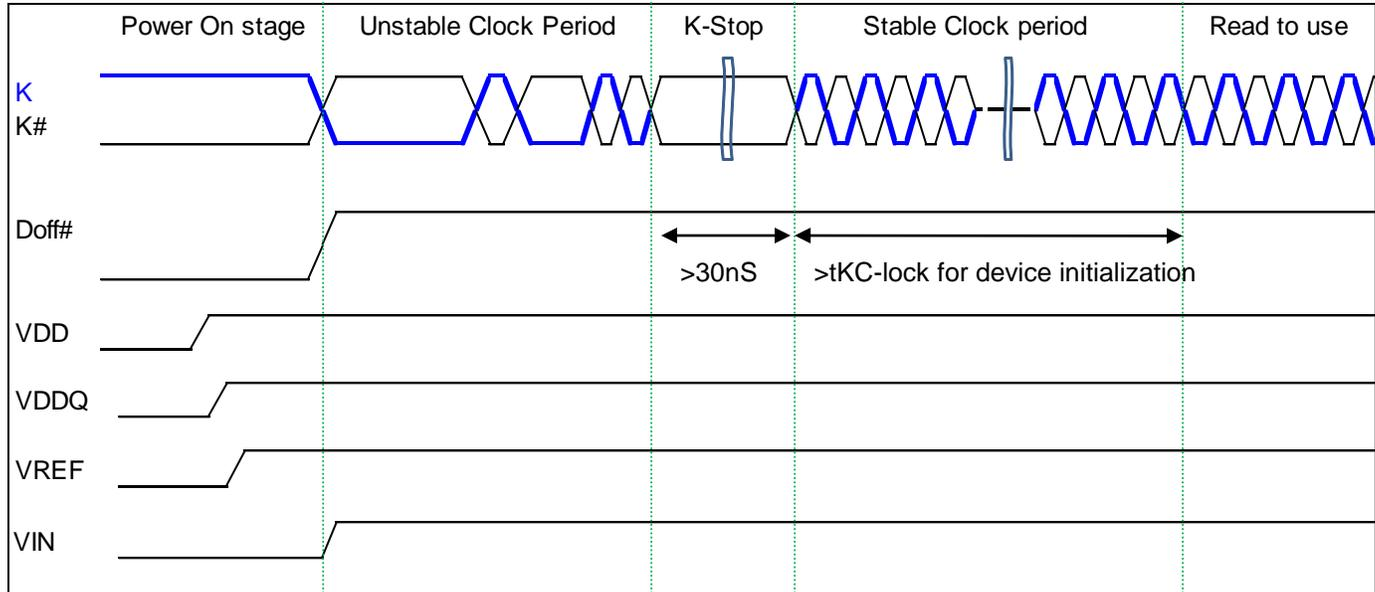 Power On stage Unstable Clock Period K-Stop Stable Clock period Read to use
K
K#
Doff#
>30nS >tKC-lock for device initialization
VDD
VDDQ
VREF
VIN